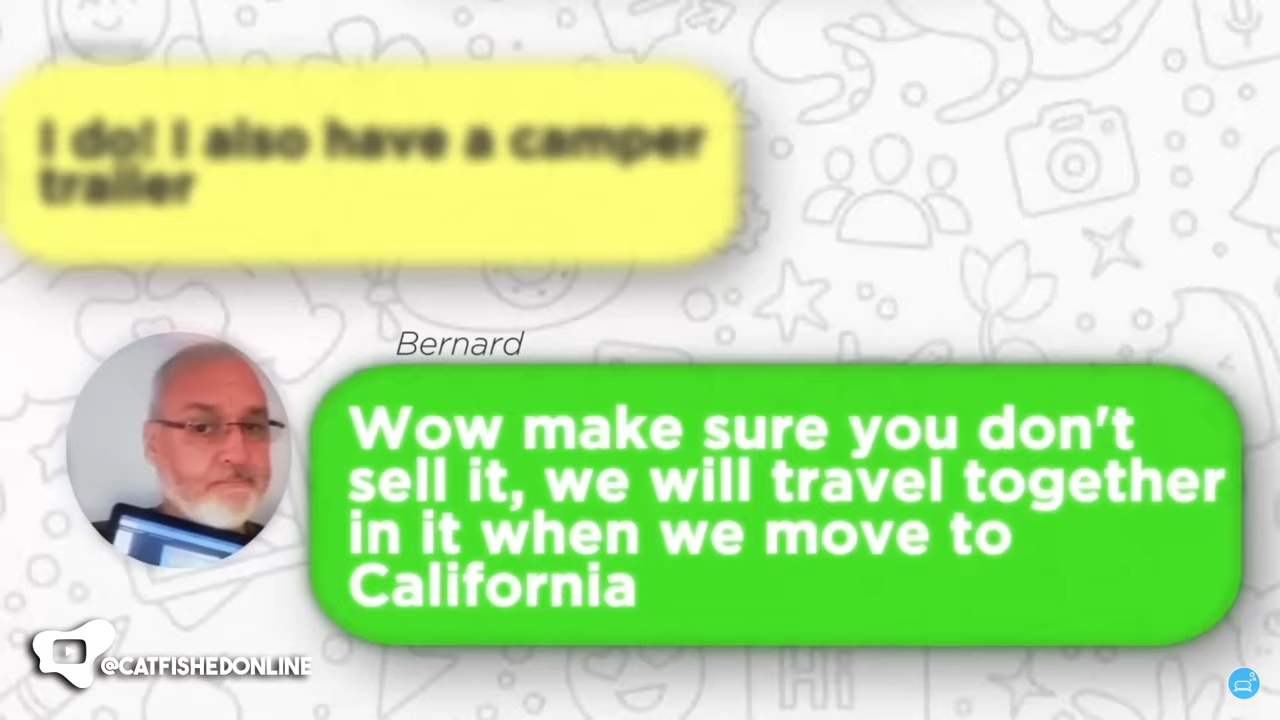 I do! I also have a camper
trailer
Bernard
Wow make sure you don't
sell it, we will travel together
in it when we move to
California
@CATFISHEDONLINE
HI